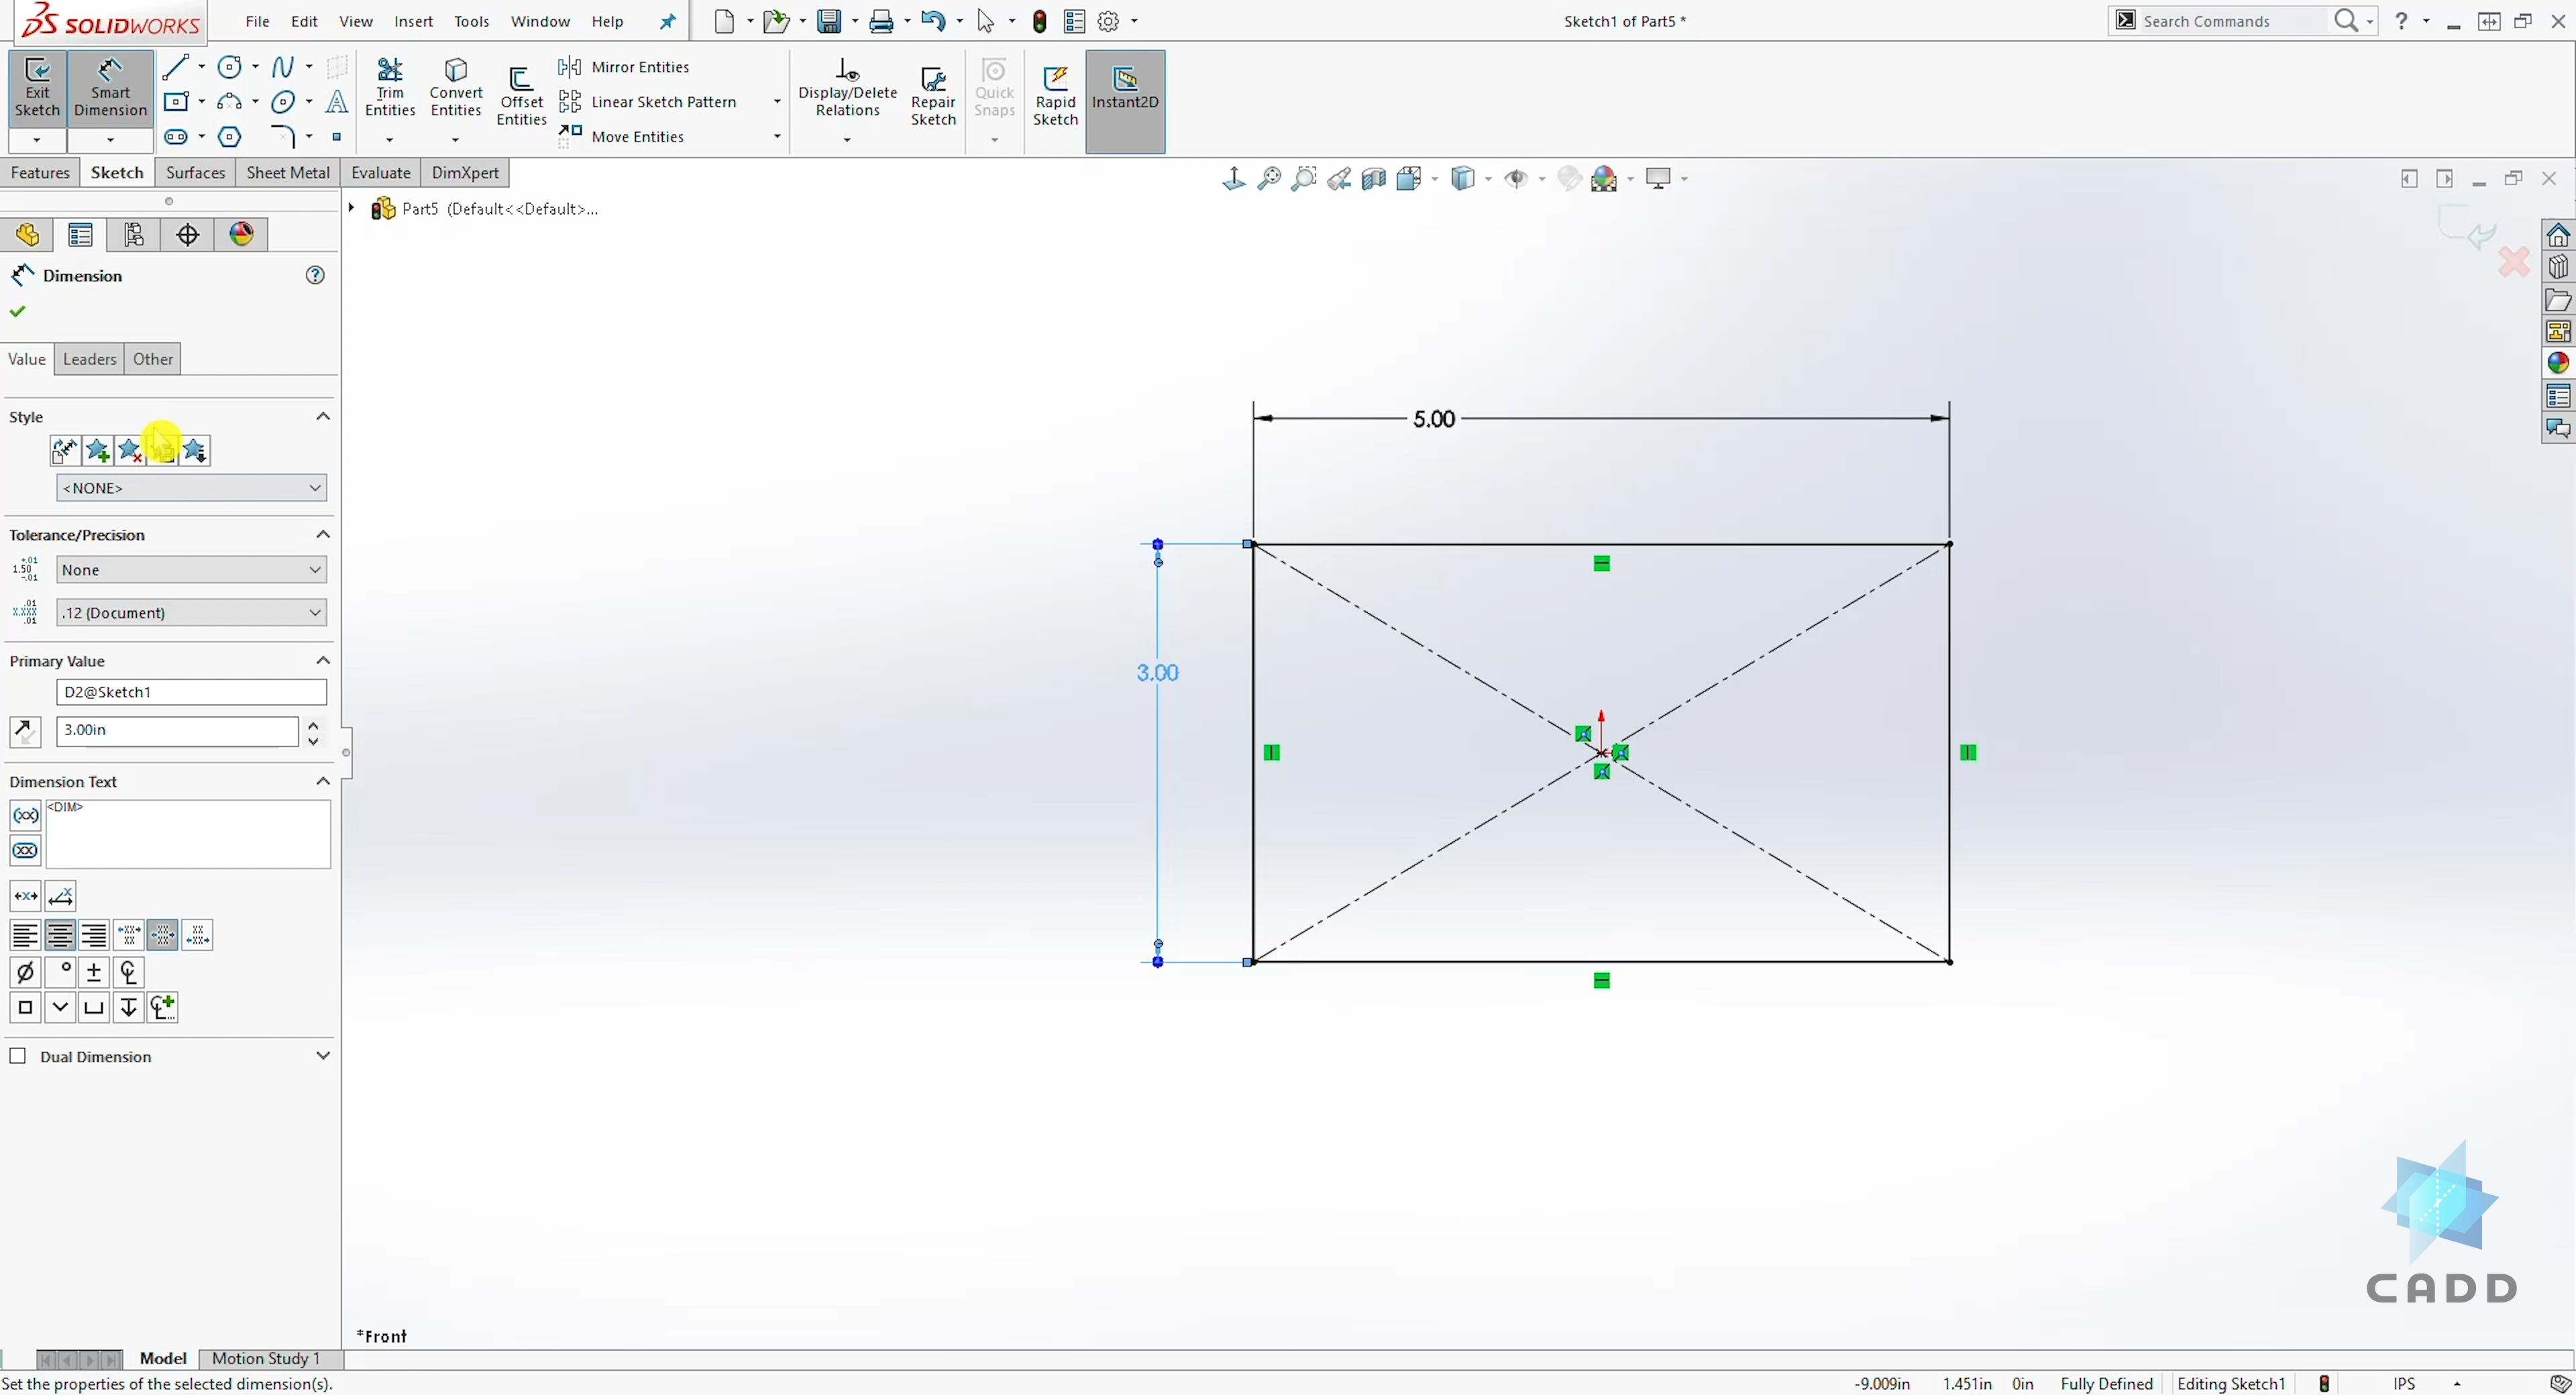 SOLIDWORKS File Edit View Insert Tools Window Help Sketch1 of Part5 * Search Commands ?
Exit Sketch
Smart Dimension
Trim Entities
Convert Entities
Offset Entities
Mirror Entities
Linear Sketch Pattern
Move Entities
Display/Delete Relations
Repair Sketch
Quick Snaps
Rapid Sketch
Instant2D
Features Sketch Surfaces Sheet Metal Evaluate DimXpert
Part5 (Default<<Default>...
Dimension
Value Leaders Other
Style
<NONE>
Tolerance/Precision
None
.12 (Document)
Primary Value
D2@Sketch1
3.00in
Dimension Text
<DIM>
Dual Dimension
5.00
3.00
CADD
*Front
Model Motion Study 1
Set the properties of the selected dimension(s). -9.009in 1.451in 0in Fully Defined Editing Sketch1 IPS